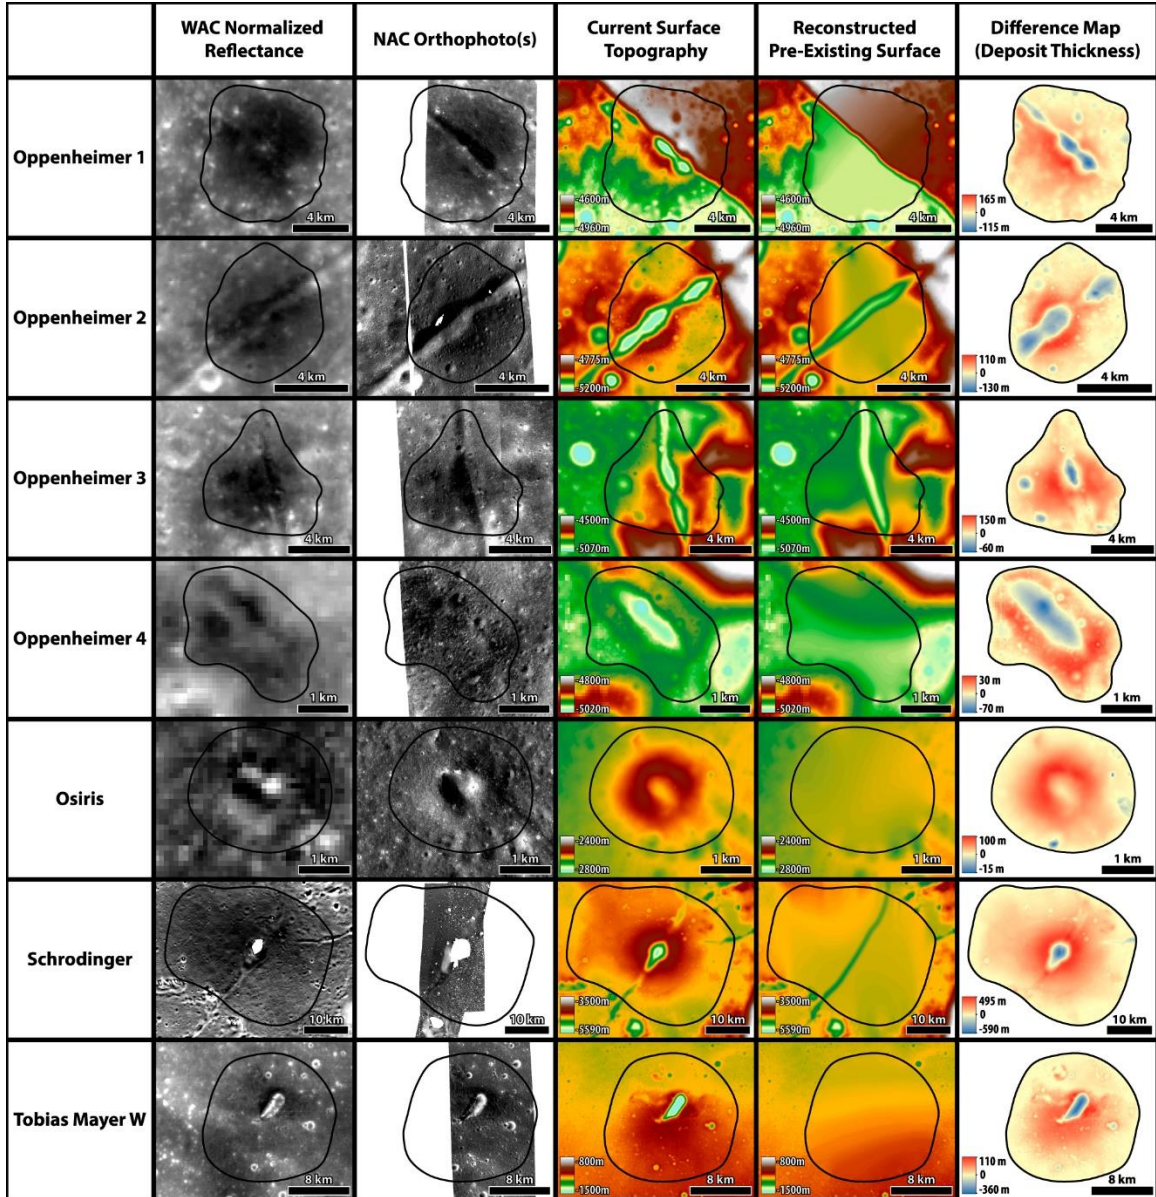 WAC Normalized
Reflectance
NAC Orthophoto(s)
Current Surface
Topography
Reconstructed
Pre-Existing Surface
Difference Map
(Deposit Thickness)
Oppenheimer 1
4 km
4 km
-4600m
-4960m
4 km
-4600m
-4960m
4 km
165 m
0
-115 m
4 km
Oppenheimer 2
4 km
4 km
-4775m
-5200m
4 km
-4775m
-5200m
4 km
110 m
0
-130 m
4 km
Oppenheimer 3
4 km
4 km
-4500m
-5070m
4 km
-4500m
-5070m
4 km
150 m
0
-60 m
4 km
Oppenheimer 4
1 km
1 km
-4800m
-5020m
1 km
-4800m
-5020m
1 km
30 m
0
-70 m
1 km
Osiris
1 km
1 km
-2400m
-2800m
1 km
-2400m
-2800m
1 km
100 m
0
-15 m
1 km
Schrodinger
10 km
10 km
-3500m
-5590m
10 km
-3500m
-5590m
10 km
495 m
0
-590 m
10 km
Tobias Mayer W
8 km
8 km
-800m
-1500m
8 km
-800m
-1500m
8 km
110 m
0
-360 m
8 km